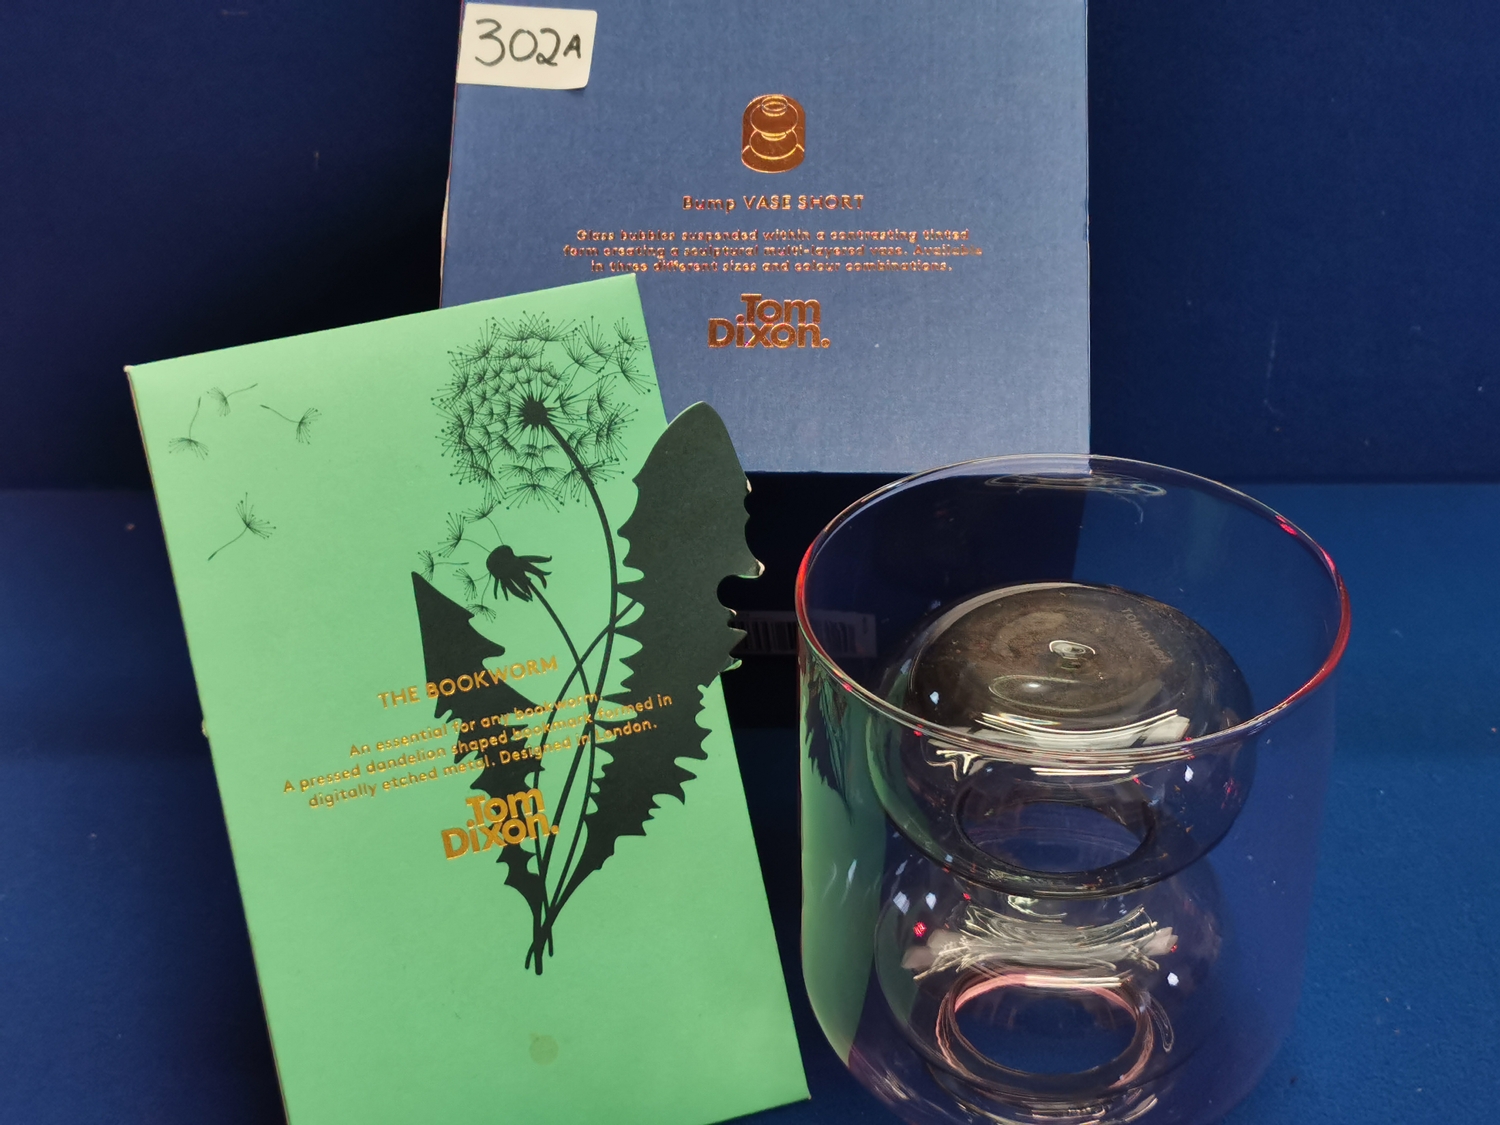 302A
Bump VASE SHORT
Glass bubbles suspended within a contrasting tinted
form creating a sculptural multi-layered vase. Available
in three different sizes and colour combinations.
Tom
Dixon.
THE BOOKWORM
An essential for any bookworm.
A pressed dandelion shaped bookmark formed in
digitally etched metal. Designed in London.
Tom
Dixon.
TOM DIXON